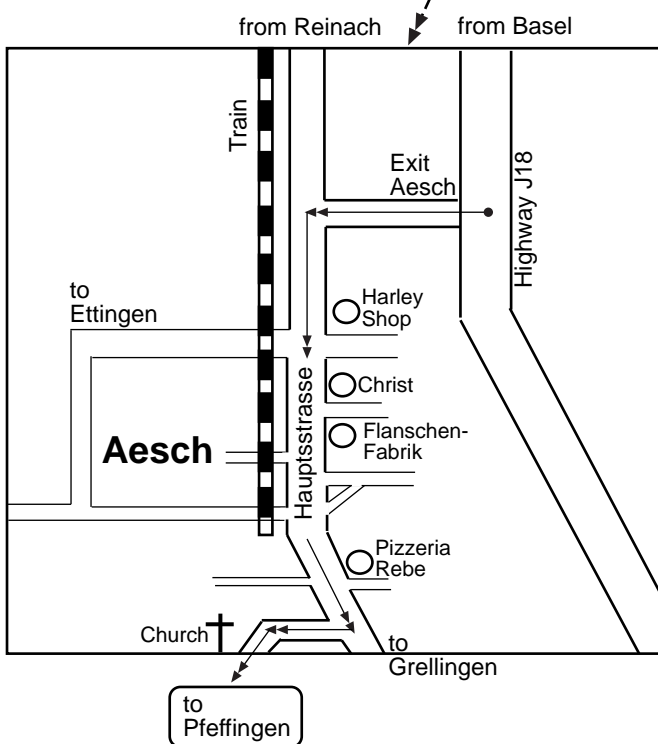 from Reinach
from Basel
Train
Exit
Aesch
Highway J18
to
Ettingen
Harley
Shop
Hauptsstrasse
Christ
Aesch
Flanschen-
Fabrik
Pizzeria
Rebe
Church
to
Grellingen
to
Pfeffingen